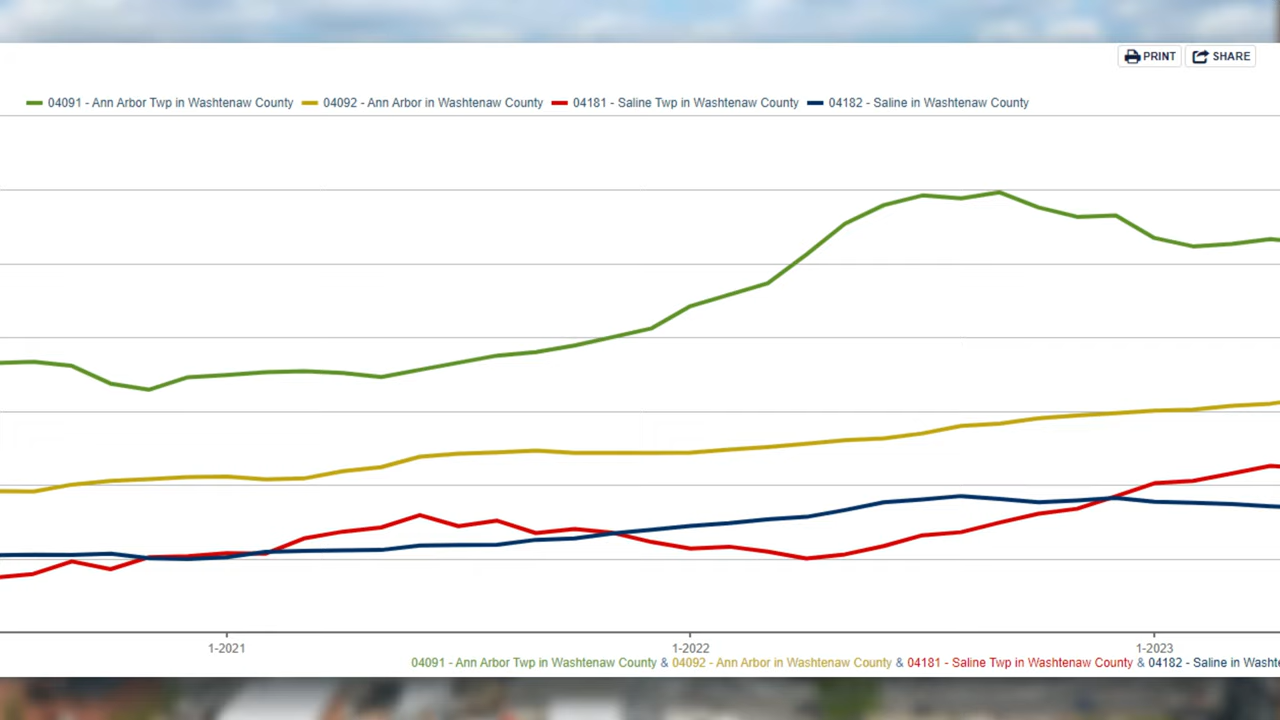 PRINT SHARE
04091 - Ann Arbor Twp in Washtenaw County 04092 - Ann Arbor in Washtenaw County 04181 - Saline Twp in Washtenaw County 04182 - Saline in Washtenaw County
1-2021 1-2022 1-2023
04091 - Ann Arbor Twp in Washtenaw County & 04092 - Ann Arbor in Washtenaw County & 04181 - Saline Twp in Washtenaw County & 04182 - Saline in Washte